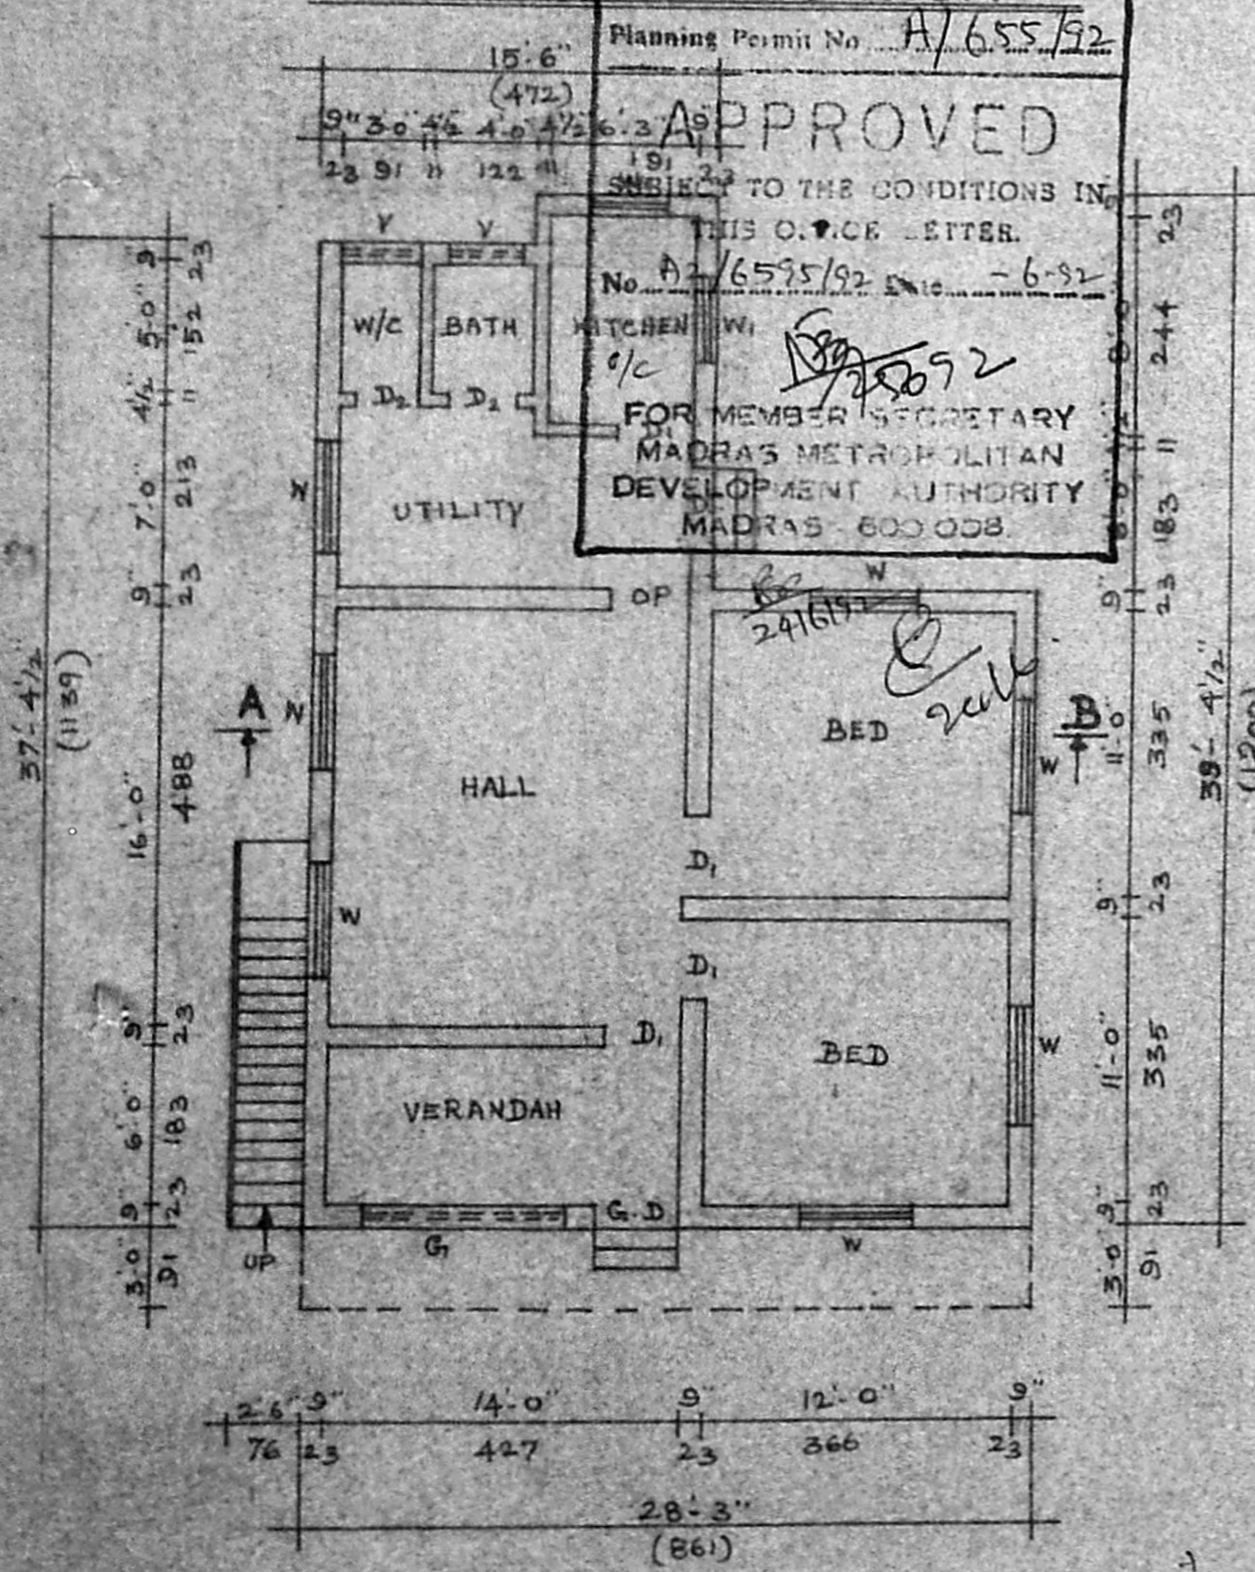 Planning Permit No A/655/92
APPROVED
SUBJECT TO THE CONDITIONS IN
THIS OFFICE LETTER.
No A2/6595/92 Date -6-92
FOR MEMBER SECRETARY
MADRAS METROPOLITAN
DEVELOPMENT AUTHORITY
MADRAS - 600 008.
15'-6"
(472)
9" 3'-0" 4½ 4'-0" 4½ 6'-3" 9"
23 91 11 122 11 191 23
V V
W/C BATH KITCHEN W1
D2 D2 D1
W UTILITY
OP W
24/6/92
A W HALL BED B
W
D1
W
D1
D1 BED W
VERANDAH
G.D
UP G W
37'-4½"
(1139)
9" 23
5'-0" 152
4½" 11
7'-0" 213
9" 23
16'-0" 488
9" 23
6'-0" 183
9" 23
3'-0" 91
23
244
11
183
9" 23
11'-0" 335
9" 23
11'-0" 335
9" 23
3'-0" 91
39'-4½"
2'6" 9" 14'-0" 9" 12'-0" 9"
76 23 427 23 366 23
28'-3"
(861)